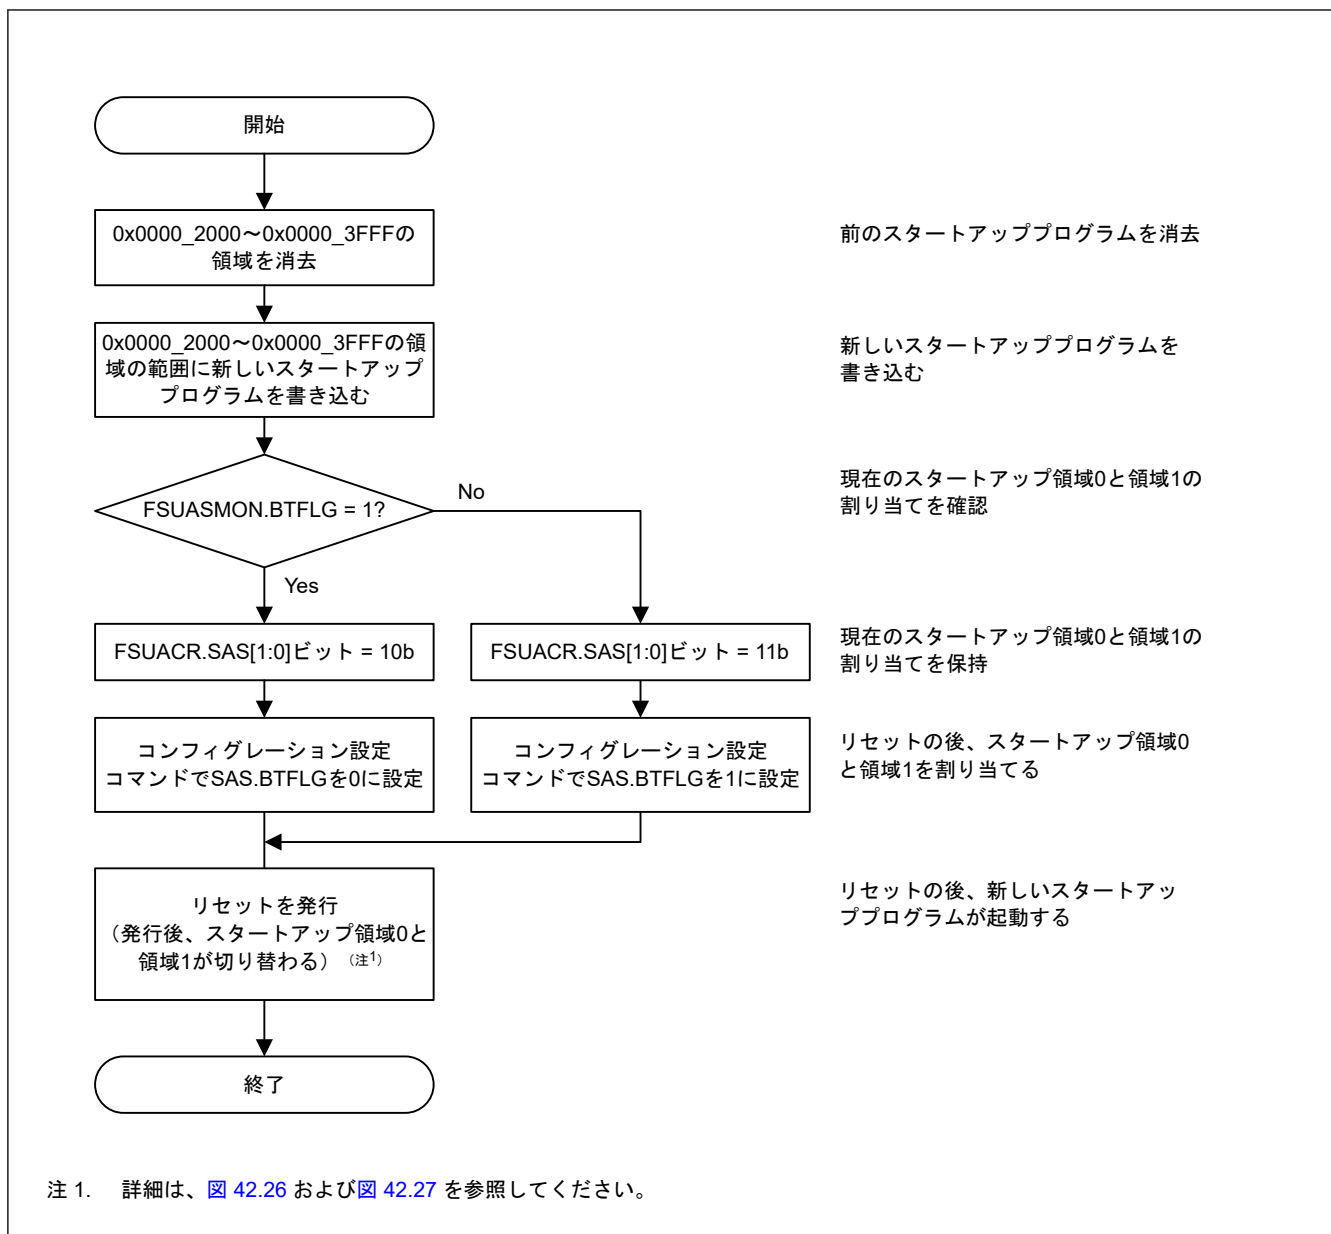 開始
0x0000_2000～0x0000_3FFFの
領域を消去
前のスタートアッププログラムを消去
0x0000_2000～0x0000_3FFFの領
域の範囲に新しいスタートアップ
プログラムを書き込む
新しいスタートアッププログラムを
書き込む
FSUASMON.BTFLG = 1?
No
現在のスタートアップ領域0と領域1の
割り当てを確認
Yes
FSUACR.SAS[1:0]ビット = 10b
FSUACR.SAS[1:0]ビット = 11b
現在のスタートアップ領域0と領域1の
割り当てを保持
コンフィグレーション設定
コマンドでSAS.BTFLGを0に設定
コンフィグレーション設定
コマンドでSAS.BTFLGを1に設定
リセットの後、スタートアップ領域0
と領域1を割り当てる
リセットを発行
（発行後、スタートアップ領域0と
領域1が切り替わる）（注1）
リセットの後、新しいスタートアッ
ププログラムが起動する
終了
注 1. 詳細は、図 42.26 および図 42.27 を参照してください。